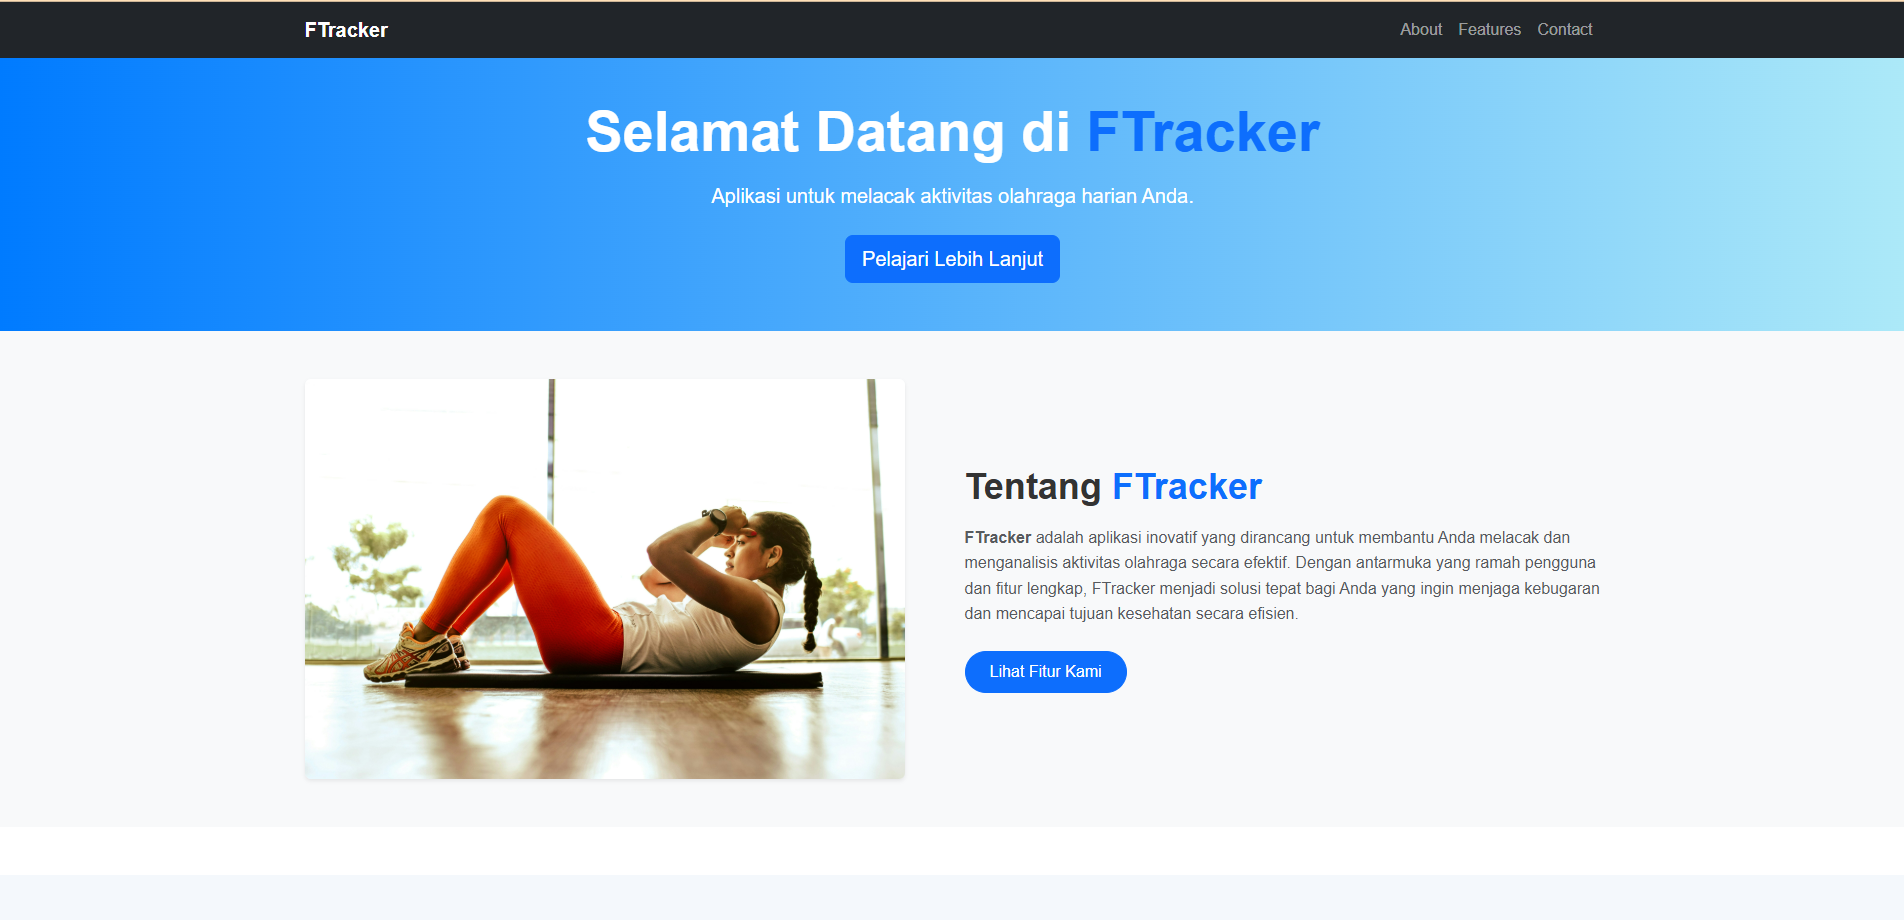 FTracker
About Features Contact
Selamat Datang di FTracker
Aplikasi untuk melacak aktivitas olahraga harian Anda.
Pelajari Lebih Lanjut
Tentang FTracker
FTracker adalah aplikasi inovatif yang dirancang untuk membantu Anda melacak dan
menganalisis aktivitas olahraga secara efektif. Dengan antarmuka yang ramah pengguna
dan fitur lengkap, FTracker menjadi solusi tepat bagi Anda yang ingin menjaga kebugaran
dan mencapai tujuan kesehatan secara efisien.
Lihat Fitur Kami